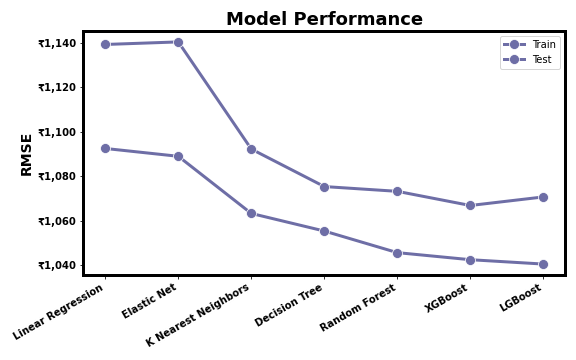 Model Performance
RMSE
₹1,140
₹1,120
₹1,100
₹1,080
₹1,060
₹1,040
Train
Test
Linear Regression
Elastic Net
K Nearest Neighbors
Decision Tree
Random Forest
XGBoost
LGBoost